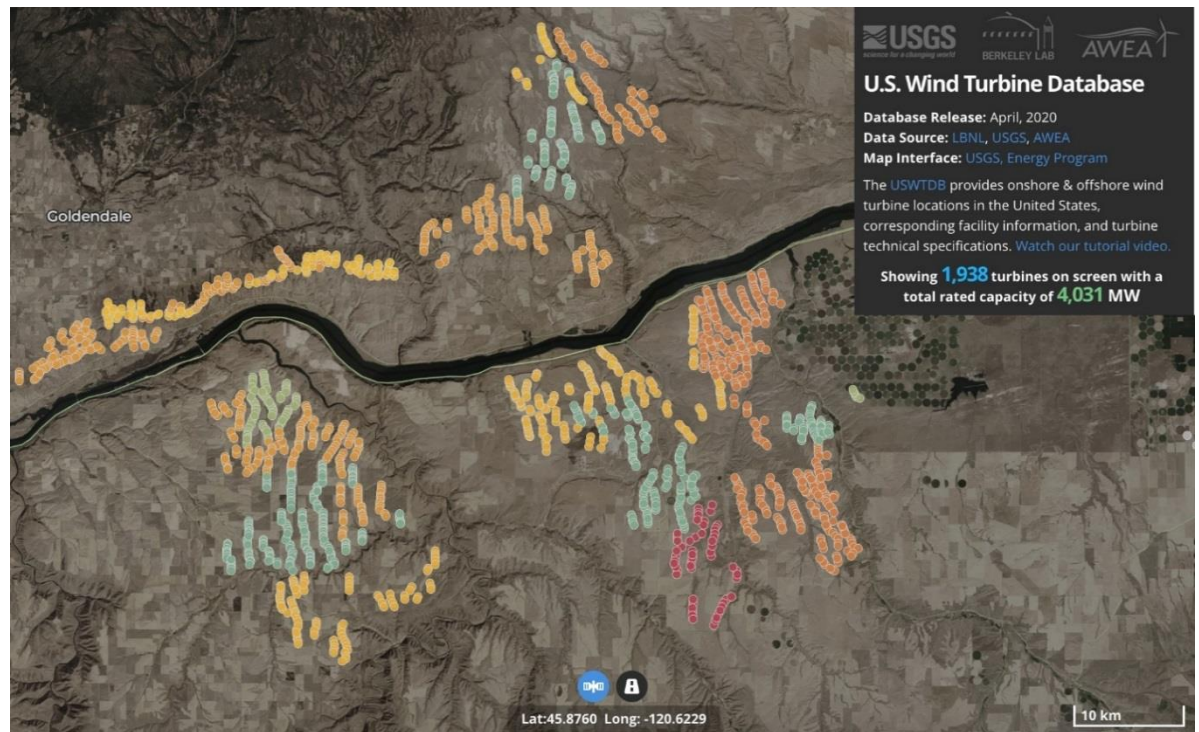 USGS
science for a changing world
BERKELEY LAB
AWEA
U.S. Wind Turbine Database
Database Release: April, 2020
Data Source: LBNL, USGS, AWEA
Map Interface: USGS, Energy Program
The USWTDB provides onshore & offshore wind
turbine locations in the United States,
corresponding facility information, and turbine
technical specifications. Watch our tutorial video.
Showing 1,938 turbines on screen with a
total rated capacity of 4,031 MW
Goldendale
Lat:45.8760 Long: -120.6229
10 km